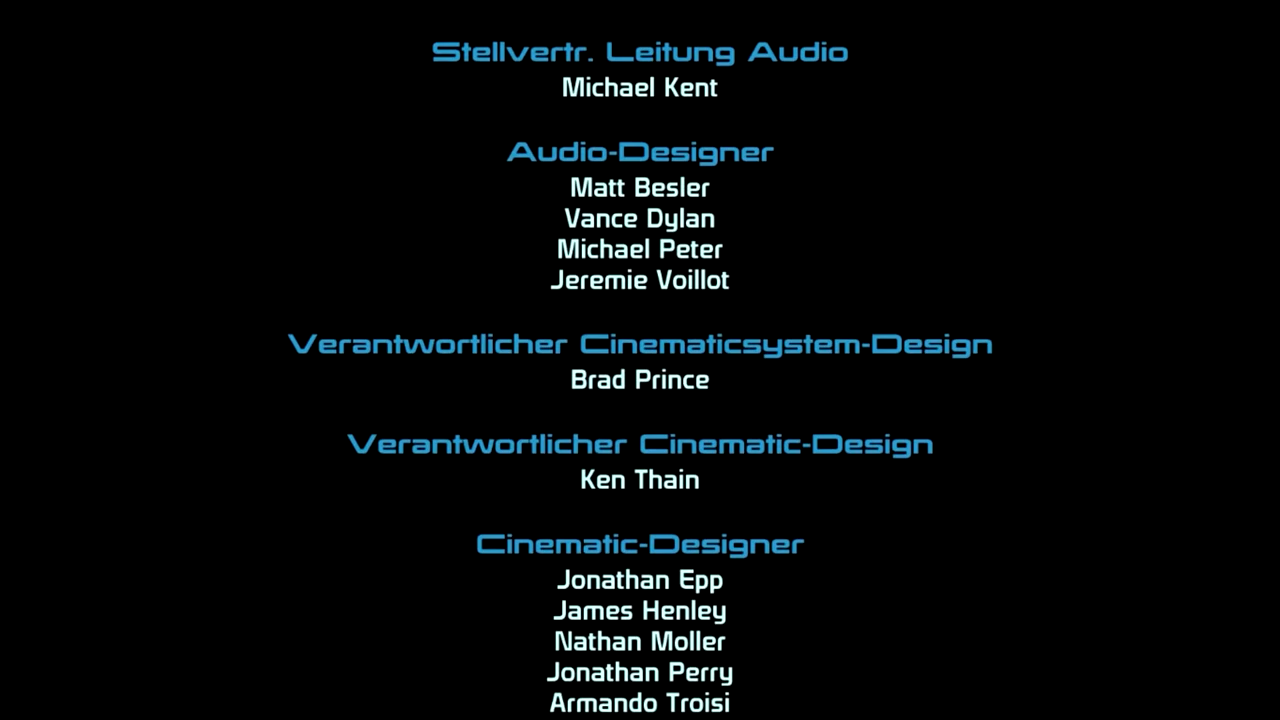 Stellvertr. Leitung Audio
Michael Kent
Audio-Designer
Matt Besler
Vance Dylan
Michael Peter
Jeremie Voillot
Verantwortlicher Cinematicsystem-Design
Brad Prince
Verantwortlicher Cinematic-Design
Ken Thain
Cinematic-Designer
Jonathan Epp
James Henley
Nathan Moller
Jonathan Perry
Armando Troisi